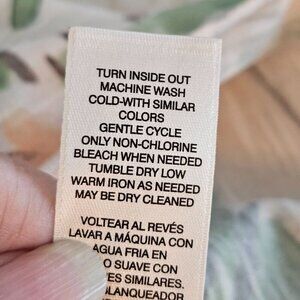 TURN INSIDE OUT
MACHINE WASH
COLD-WITH SIMILAR
COLORS
GENTLE CYCLE
ONLY NON-CHLORINE
BLEACH WHEN NEEDED
TUMBLE DRY LOW
WARM IRON AS NEEDED
MAY BE DRY CLEANED
VOLTEAR AL REVÉS
LAVAR A MÁQUINA CON
AGUA FRIA EN
SUAVE CON
ES SIMILARES.
BLANQUEADOR